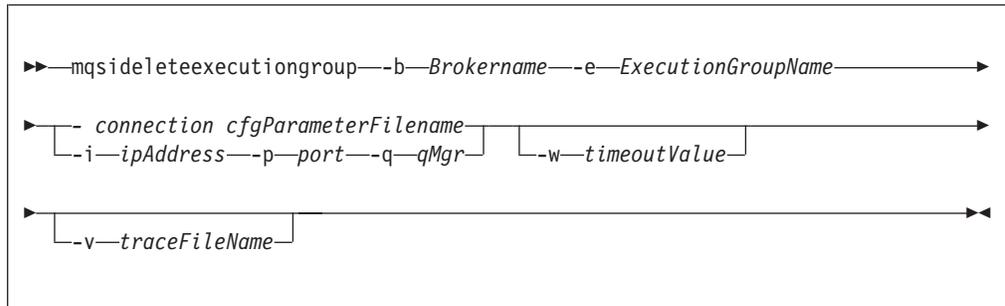 mqsideleteexecutiongroup -b Brokername -e ExecutionGroupName
- connection cfgParameterFilename
-i ipAddress -p port -q qMgr -w timeoutValue
-v traceFileName